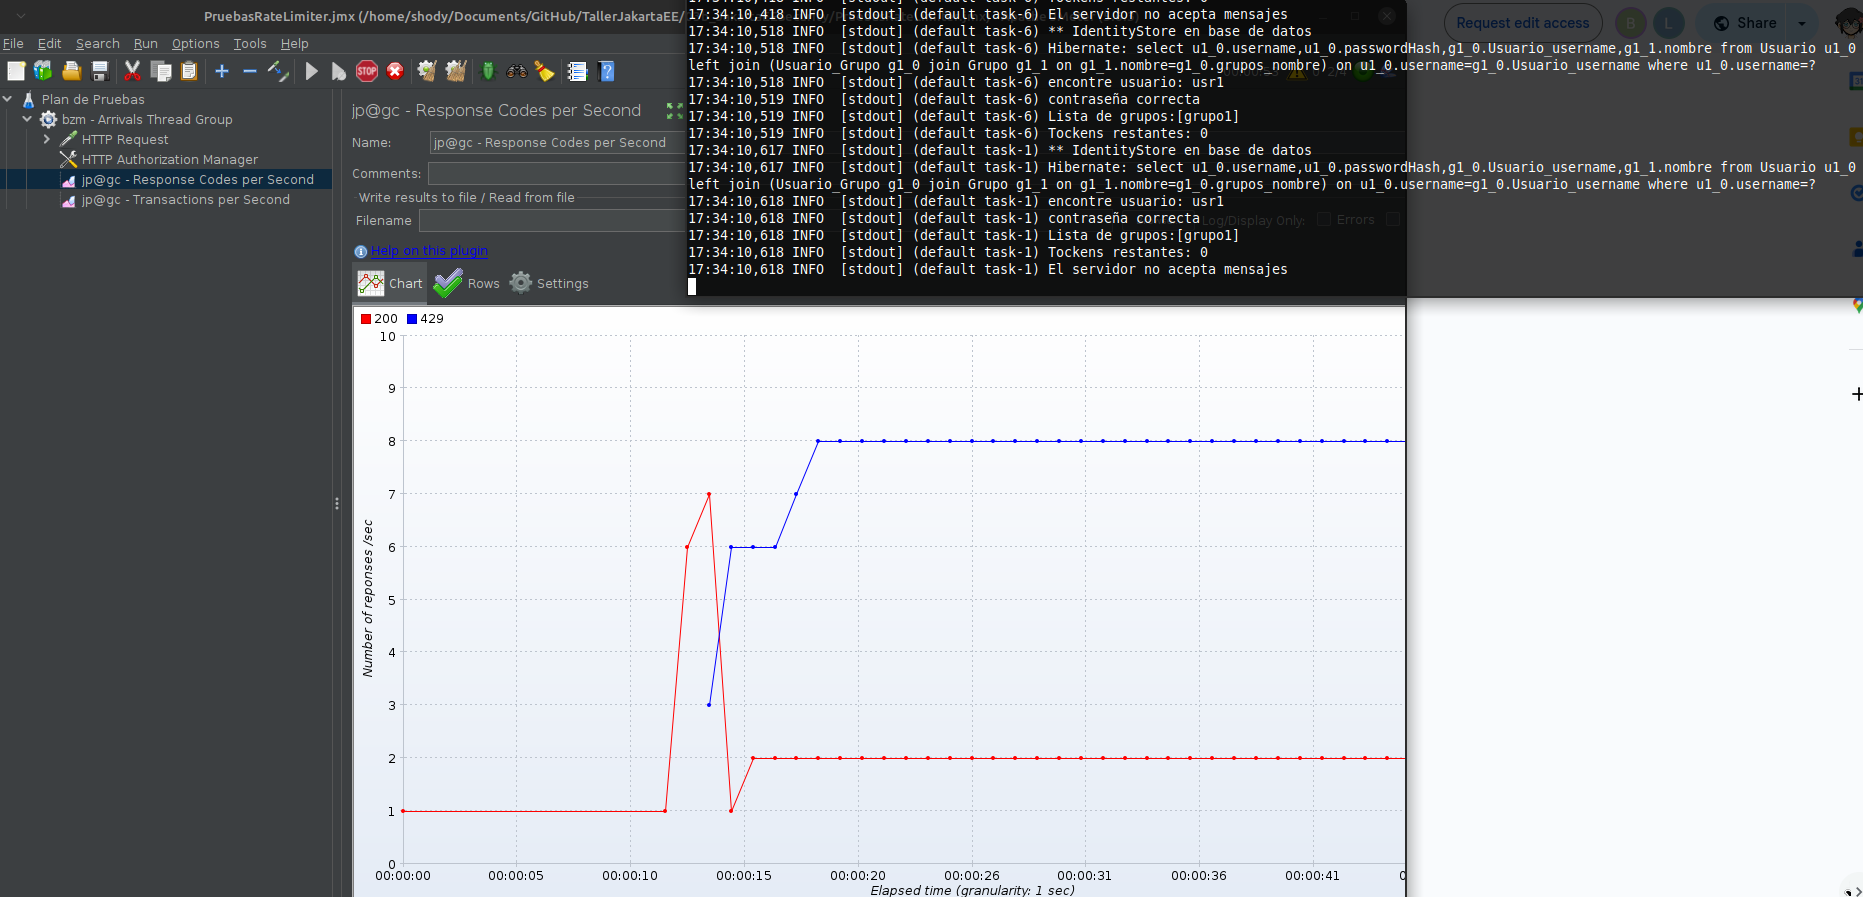 PruebasRateLimiter.jmx (/home/shody/Documents/GitHub/TallerJakartaEE/
File Edit Search Run Options Tools Help
Plan de Pruebas
bzm - Arrivals Thread Group
HTTP Request
HTTP Authorization Manager
jp@gc - Response Codes per Second
jp@gc - Transactions per Second
jp@gc - Response Codes per Second
Name: jp@gc - Response Codes per Second
Comments:
Write results to file / Read from file
Filename
Log/Display Only: Errors
Help on this plugin
Chart Rows Settings
17:34:10,418 INFO [stdout] (default task-6) Tockens restantes: 0
17:34:10,418 INFO [stdout] (default task-6) El servidor no acepta mensajes
17:34:10,518 INFO [stdout] (default task-6) ** IdentityStore en base de datos
17:34:10,518 INFO [stdout] (default task-6) Hibernate: select u1_0.username,u1_0.passwordHash,g1_0.Usuario_username,g1_1.nombre from Usuario u1_0
left join (Usuario_Grupo g1_0 join Grupo g1_1 on g1_1.nombre=g1_0.grupos_nombre) on u1_0.username=g1_0.Usuario_username where u1_0.username=?
17:34:10,518 INFO [stdout] (default task-6) encontre usuario: usr1
17:34:10,519 INFO [stdout] (default task-6) contraseña correcta
17:34:10,519 INFO [stdout] (default task-6) Lista de grupos:[grupo1]
17:34:10,519 INFO [stdout] (default task-6) Tockens restantes: 0
17:34:10,617 INFO [stdout] (default task-1) ** IdentityStore en base de datos
17:34:10,617 INFO [stdout] (default task-1) Hibernate: select u1_0.username,u1_0.passwordHash,g1_0.Usuario_username,g1_1.nombre from Usuario u1_0
left join (Usuario_Grupo g1_0 join Grupo g1_1 on g1_1.nombre=g1_0.grupos_nombre) on u1_0.username=g1_0.Usuario_username where u1_0.username=?
17:34:10,618 INFO [stdout] (default task-1) encontre usuario: usr1
17:34:10,618 INFO [stdout] (default task-1) contraseña correcta
17:34:10,618 INFO [stdout] (default task-1) Lista de grupos:[grupo1]
17:34:10,618 INFO [stdout] (default task-1) Tockens restantes: 0
17:34:10,618 INFO [stdout] (default task-1) El servidor no acepta mensajes
Request edit access B L Share
200 429
10
9
8
7
6
5
4
3
2
1
0
Number of reponses /sec
00:00:00 00:00:05 00:00:10 00:00:15 00:00:20 00:00:26 00:00:31 00:00:36 00:00:41 0
Elapsed time (granularity: 1 sec)